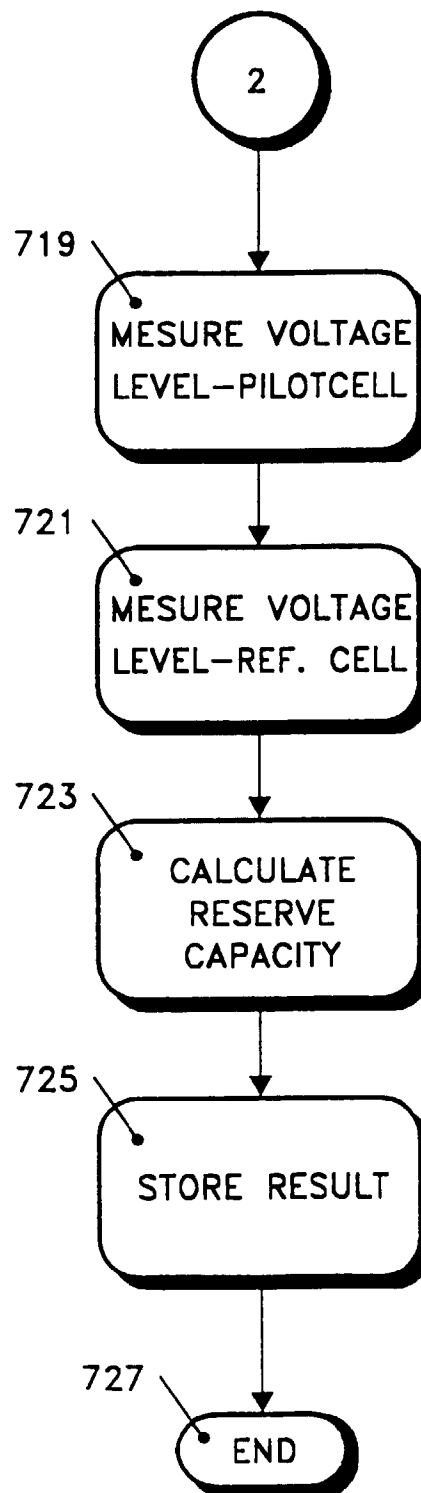 2
719
MESURE VOLTAGE
LEVEL-PILOTCELL
721
MESURE VOLTAGE
LEVEL-REF. CELL
723
CALCULATE
RESERVE
CAPACITY
725
STORE RESULT
727
END